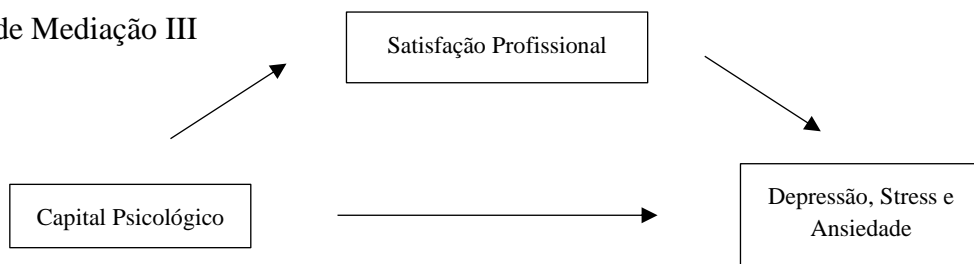 de Mediação III
Satisfação Profissional
Capital Psicológico
Depressão, Stress e
Ansiedade